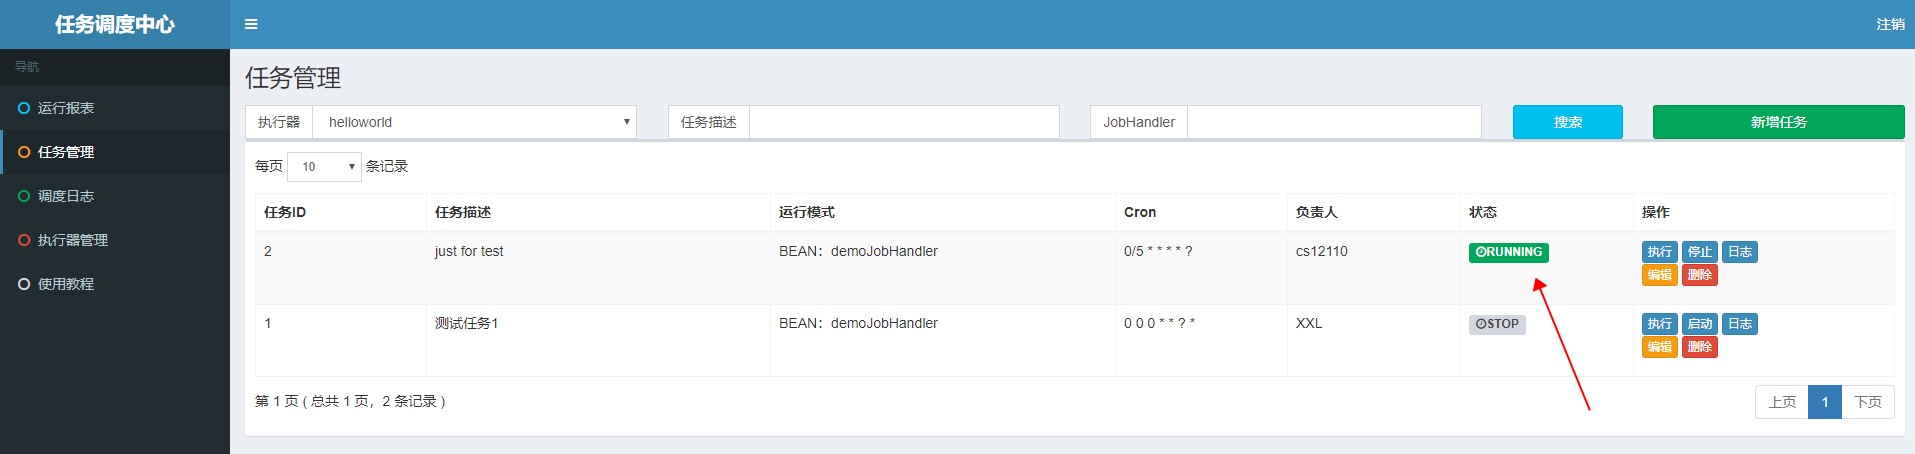 任务调度中心
注销
导航
运行报表
任务管理
调度日志
执行器管理
使用教程
任务管理
执行器 helloworld 任务描述 JobHandler 搜索 新增任务
每页 10 条记录
任务ID 任务描述 运行模式 Cron 负责人 状态 操作
2 just for test BEAN：demoJobHandler 0/5 * * * * ? cs12110 RUNNING 执行 停止 日志
编辑 删除
1 测试任务1 BEAN：demoJobHandler 0 0 0 * * ? * XXL STOP 执行 启动 日志
编辑 删除
第 1 页 ( 总共 1 页，2 条记录 ) 上页 1 下页